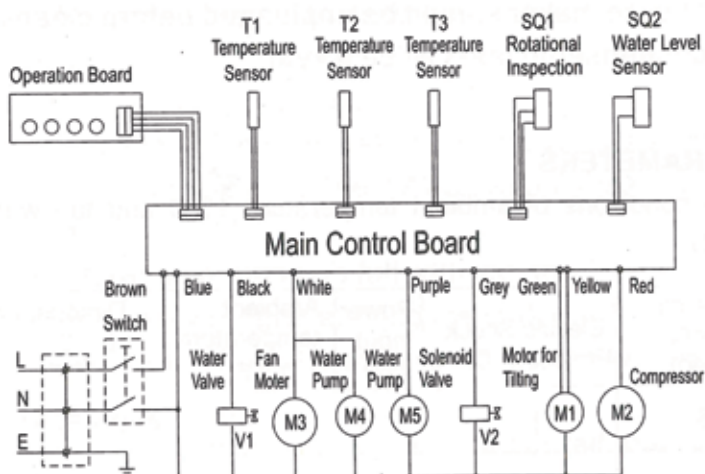 T1
Temperature
Sensor
T2
Temperature
Sensor
T3
Temperature
Sensor
SQ1
Rotational
Inspection
SQ2
Water Level
Sensor
Operation Board
RAMETERS
Main Control Board
Brown
Blue
Black
White
Purple
Grey
Green
Yellow
Red
Switch
L
N
E
Water
Valve
V1
Fan
Moter
M3
Water
Pump
M4
Water
Pump
M5
Solenoid
Valve
V2
Motor for
Tilting
M1
Compressor
M2